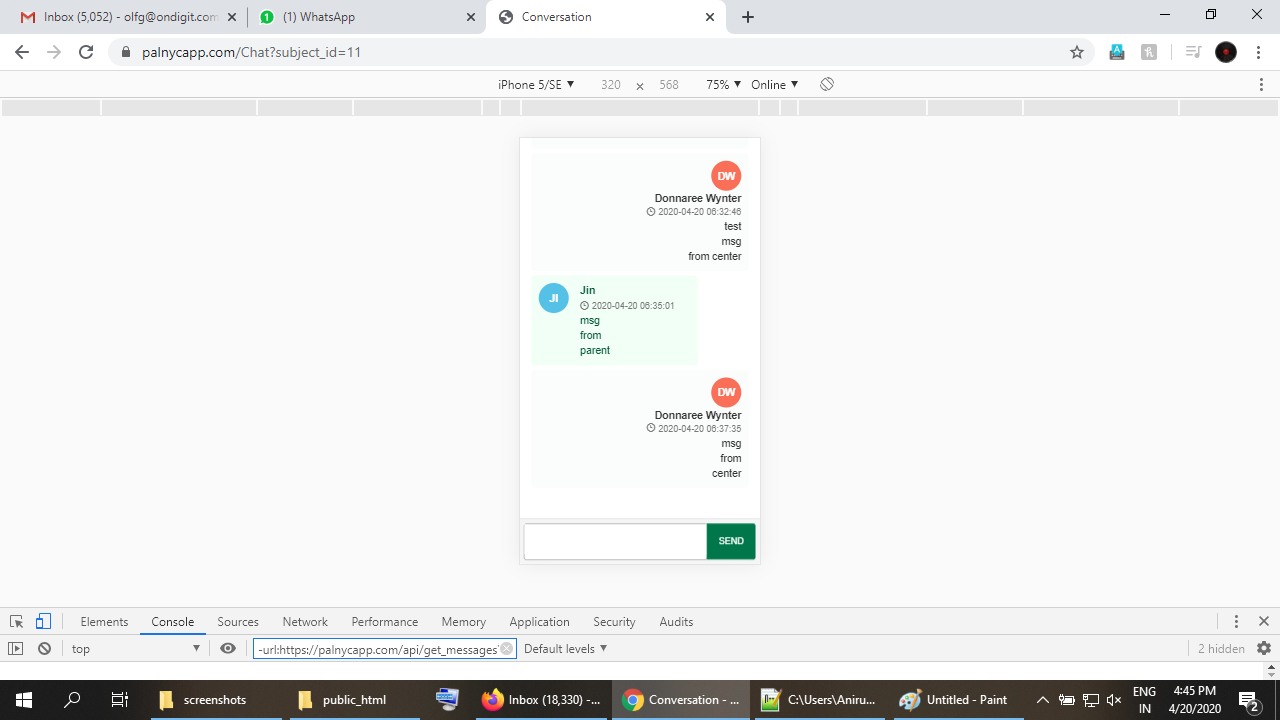 Inbox (5,052) - olfg@ondigit.com
(1) WhatsApp
Conversation
palnycapp.com/Chat?subject_id=11
iPhone 5/SE ▼ 320 × 568 75% ▼ Online ▼
DW
Donnaree Wynter
2020-04-20 06:32:46
test
msg
from center
JI
Jin
2020-04-20 06:35:01
msg
from
parent
DW
Donnaree Wynter
2020-04-20 06:37:35
msg
from
center
SEND
Elements Console Sources Network Performance Memory Application Security Audits
top ▼ -url:https://palnycapp.com/api/get_messages Default levels ▼ 2 hidden
screenshots public_html Inbox (18,330) -... Conversation - ... C:\Users\Aniru... Untitled - Paint
ENG
IN
4:45 PM
4/20/2020
2